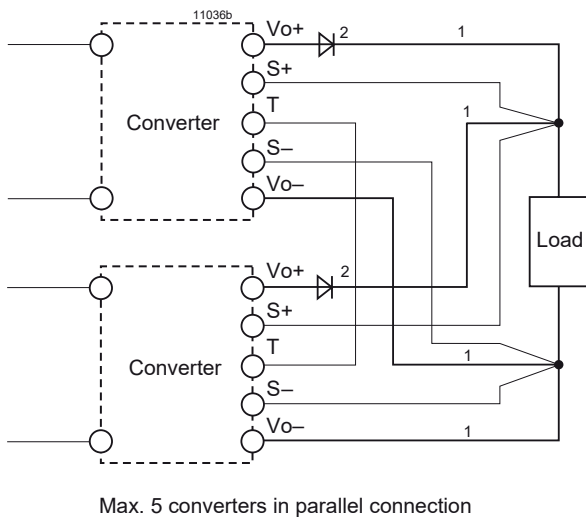 11036b
Vo+
2
1
S+
T
1
Converter
S–
Vo–
Load
Vo+
2
S+
T
1
Converter
S–
Vo–
1
Max. 5 converters in parallel connection